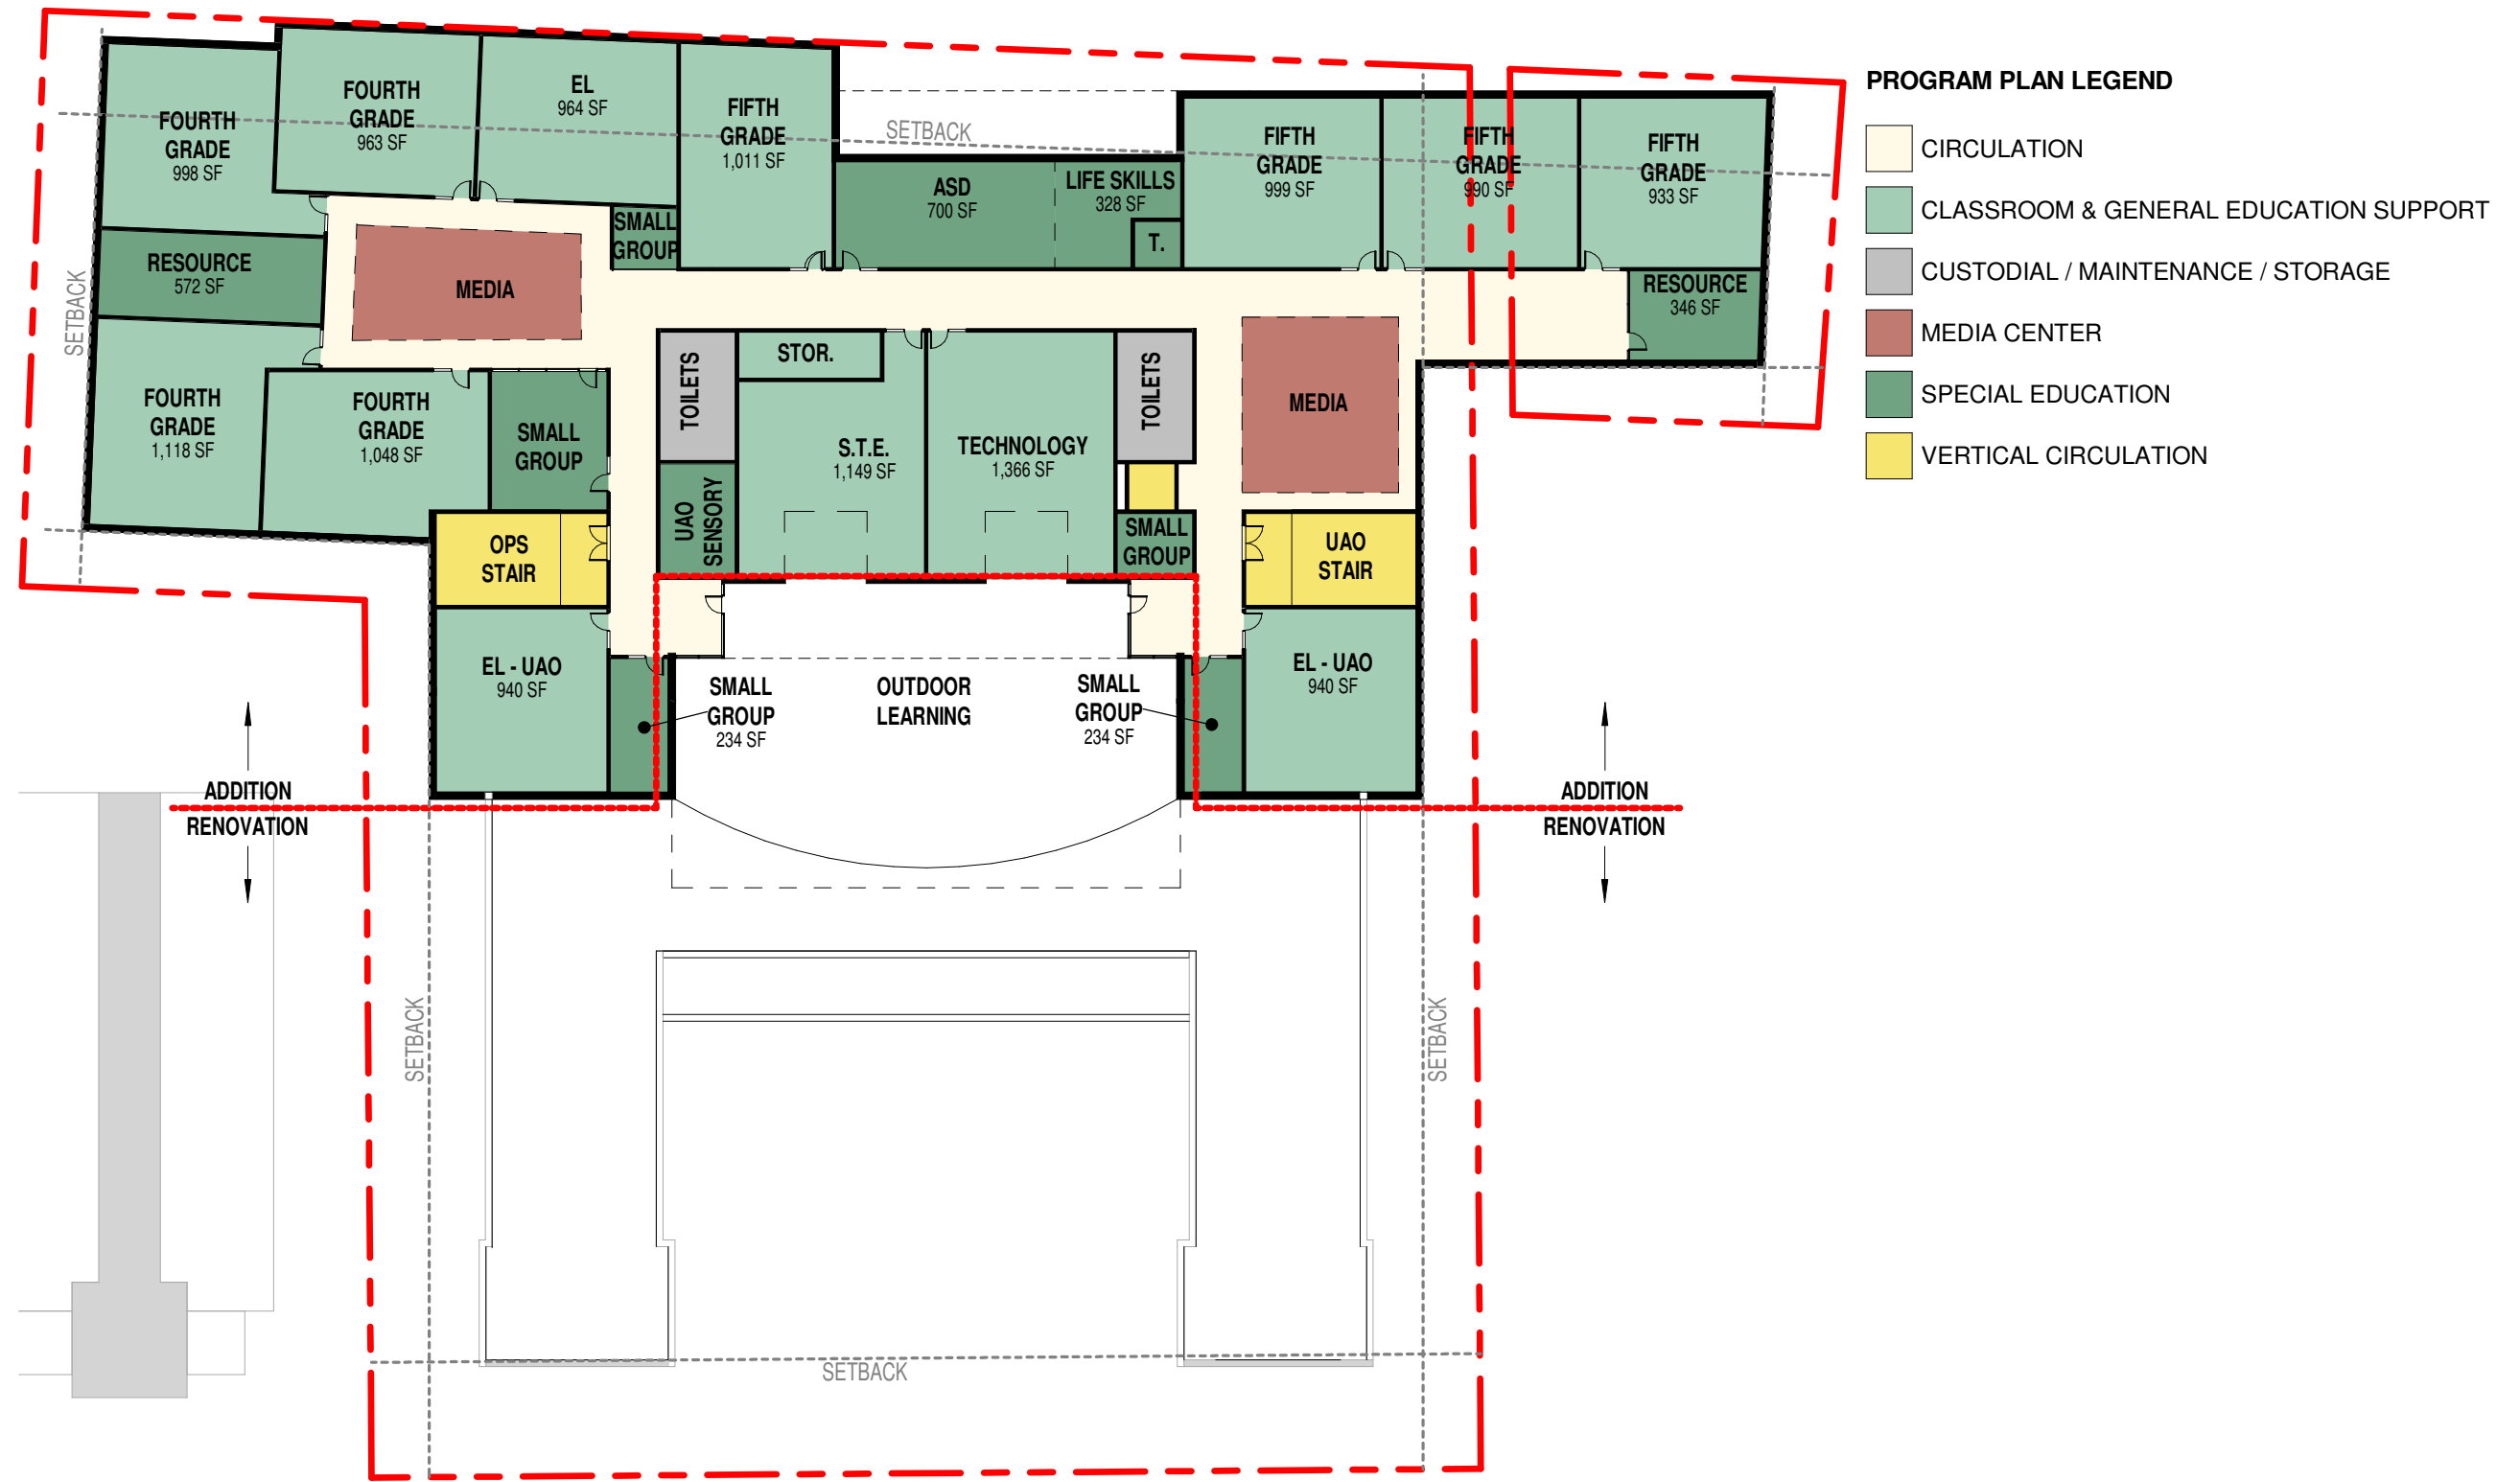 FOURTH
GRADE
998 SF
FOURTH
GRADE
963 SF
EL
964 SF
FIFTH
GRADE
1,011 SF
SETBACK
ASD
700 SF
LIFE SKILLS
328 SF
T.
FIFTH
GRADE
999 SF
FIFTH
GRADE
990 SF
FIFTH
GRADE
933 SF
RESOURCE
346 SF
SMALL
GROUP
RESOURCE
572 SF
MEDIA
SETBACK
FOURTH
GRADE
1,118 SF
FOURTH
GRADE
1,048 SF
SMALL
GROUP
TOILETS
STOR.
S.T.E.
1,149 SF
TECHNOLOGY
1,366 SF
TOILETS
MEDIA
UAO
SENSORY
SMALL
GROUP
OPS
STAIR
UAO
STAIR
EL - UAO
940 SF
SMALL
GROUP
234 SF
OUTDOOR
LEARNING
SMALL
GROUP
234 SF
EL - UAO
940 SF
ADDITION
RENOVATION
ADDITION
RENOVATION
SETBACK
SETBACK
SETBACK
PROGRAM PLAN LEGEND
CIRCULATION
CLASSROOM & GENERAL EDUCATION SUPPORT
CUSTODIAL / MAINTENANCE / STORAGE
MEDIA CENTER
SPECIAL EDUCATION
VERTICAL CIRCULATION